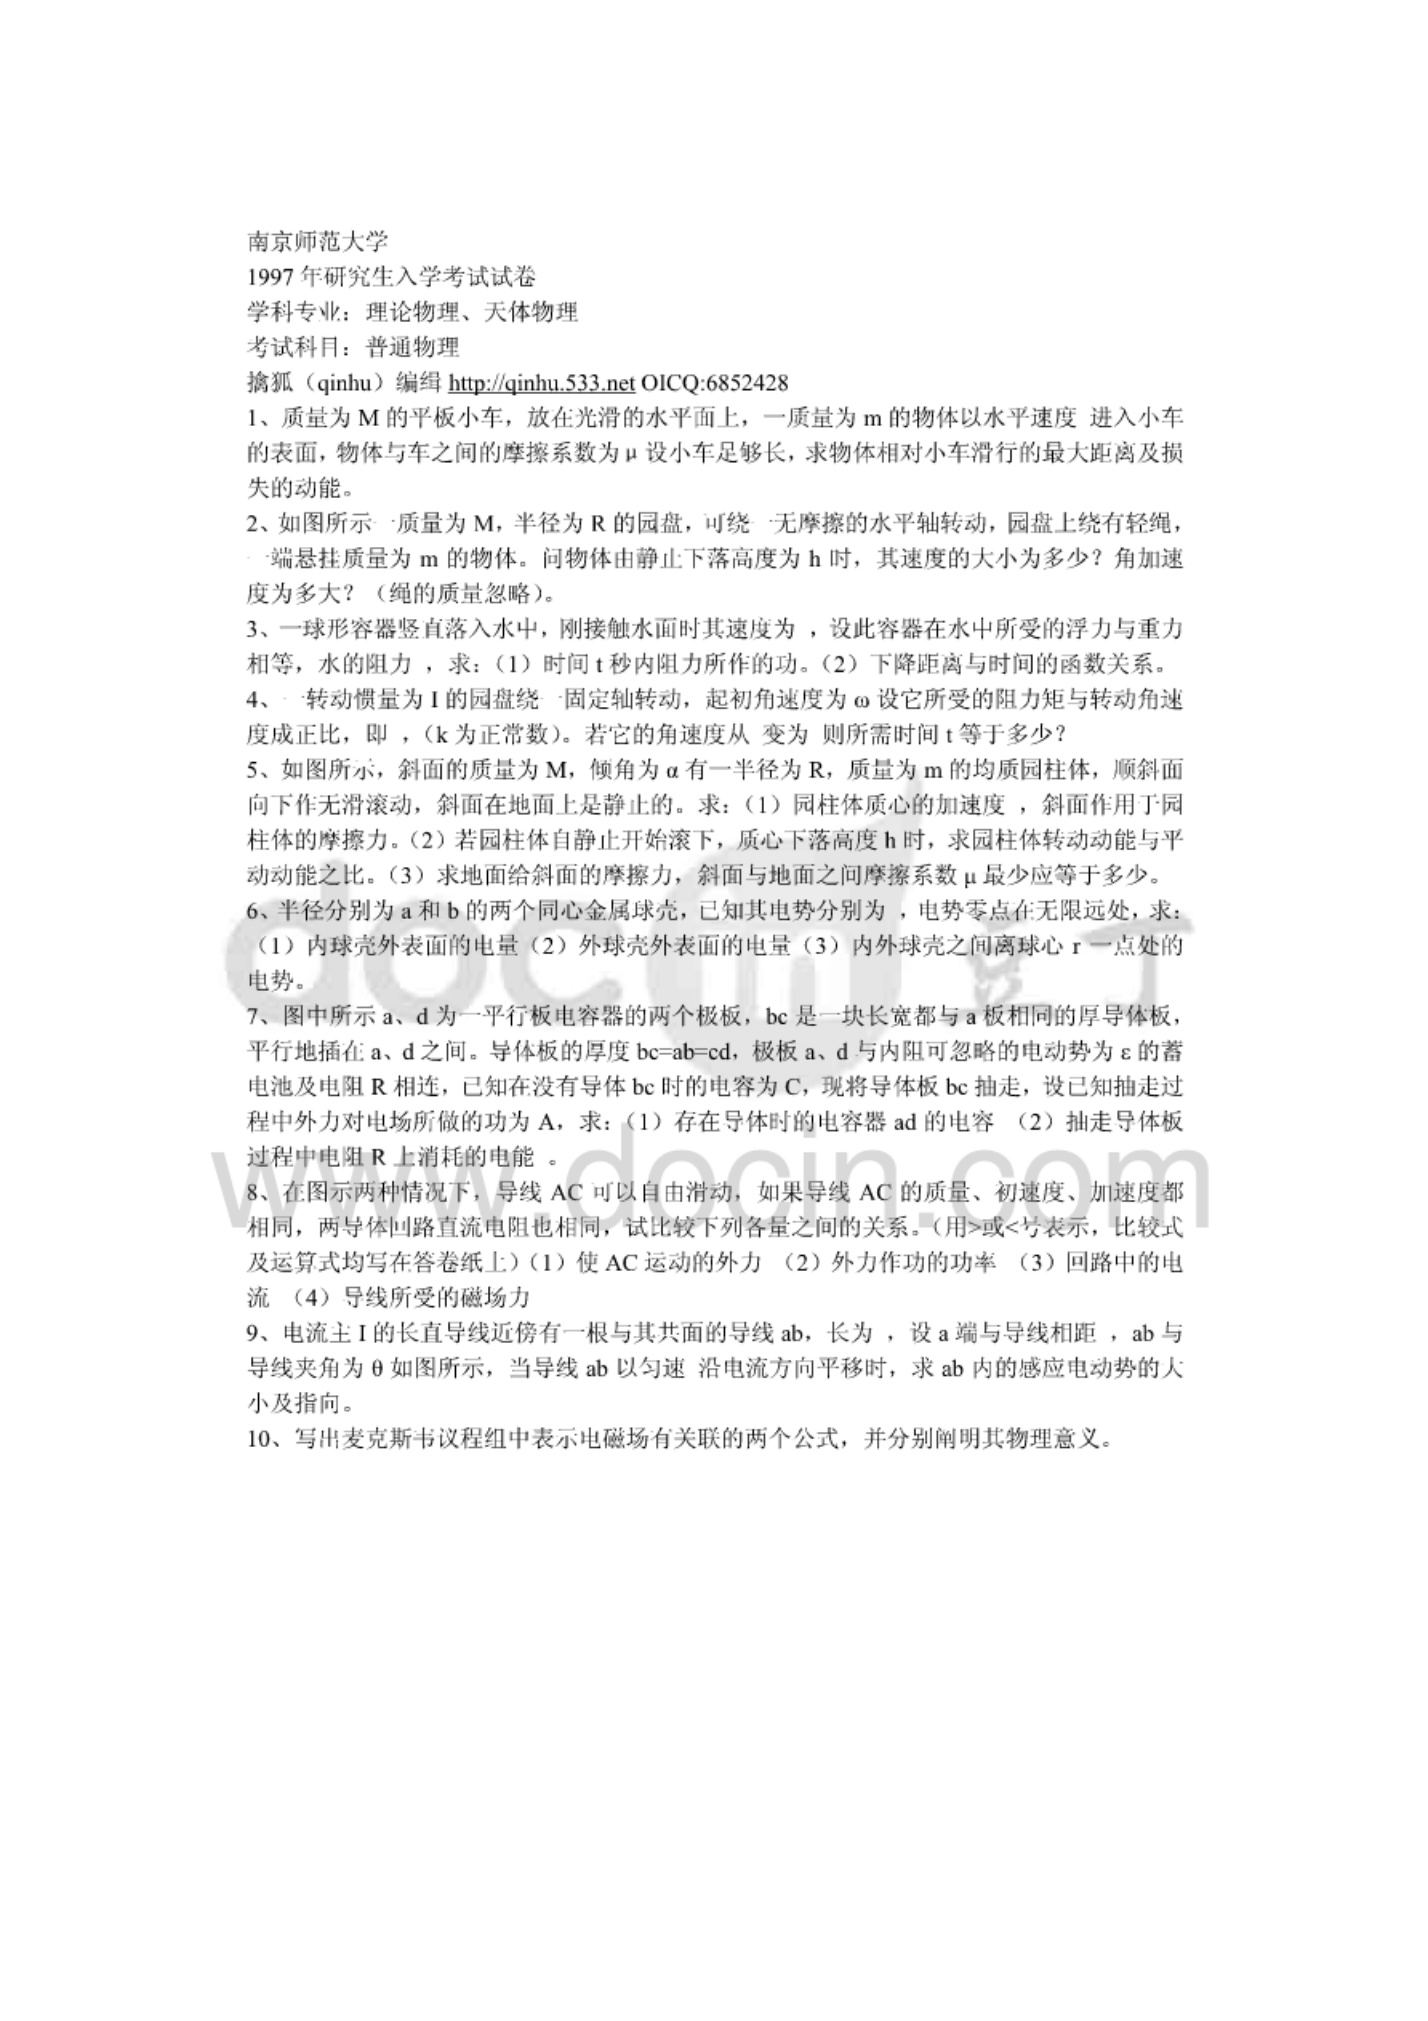 南京师范大学
1997 年研究生入学考试试卷
学科专业：理论物理、天体物理
考试科目：普通物理
擒狐（qinhu）编缉 http://qinhu.533.net OICQ:6852428
1、质量为 M 的平板小车，放在光滑的水平面上，一质量为 m 的物体以水平速度 进入小车
的表面，物体与车之间的摩擦系数为 μ 设小车足够长，求物体相对小车滑行的最大距离及损
失的动能。
2、如图所示一质量为 M，半径为 R 的园盘，可绕一无摩擦的水平轴转动，园盘上绕有轻绳，
一端悬挂质量为 m 的物体。问物体由静止下落高度为 h 时，其速度的大小为多少？角加速
度为多大？（绳的质量忽略）。
3、一球形容器竖直落入水中，刚接触水面时其速度为 ，设此容器在水中所受的浮力与重力
相等，水的阻力 ，求：（1）时间 t 秒内阻力所作的功。（2）下降距离与时间的函数关系。
4、一转动惯量为 I 的园盘绕一固定轴转动，起初角速度为 ω 设它所受的阻力矩与转动角速
度成正比，即 ，（k 为正常数）。若它的角速度从 变为 则所需时间 t 等于多少？
5、如图所示，斜面的质量为 M，倾角为 α 有一半径为 R，质量为 m 的均质园柱体，顺斜面
向下作无滑滚动，斜面在地面上是静止的。求：（1）园柱体质心的加速度 ，斜面作用于园
柱体的摩擦力。（2）若园柱体自静止开始滚下，质心下落高度 h 时，求园柱体转动动能与平
动动能之比。（3）求地面给斜面的摩擦力，斜面与地面之间摩擦系数 μ 最少应等于多少。
6、半径分别为 a 和 b 的两个同心金属球壳，已知其电势分别为 ，电势零点在无限远处，求：
（1）内球壳外表面的电量（2）外球壳外表面的电量（3）内外球壳之间离球心 r 一点处的
电势。
7、图中所示 a、d 为一平行板电容器的两个极板，bc 是一块长宽都与 a 板相同的厚导体板，
平行地插在 a、d 之间。导体板的厚度 bc=ab=cd，极板 a、d 与内阻可忽略的电动势为 ε 的蓄
电池及电阻 R 相连，已知在没有导体 bc 时的电容为 C，现将导体板 bc 抽走，设已知抽走过
程中外力对电场所做的功为 A，求：（1）存在导体时的电容器 ad 的电容 （2）抽走导体板
过程中电阻 R 上消耗的电能 。
8、在图示两种情况下，导线 AC 可以自由滑动，如果导线 AC 的质量、初速度、加速度都
相同，两导体回路直流电阻也相同，试比较下列各量之间的关系。（用>或<号表示，比较式
及运算式均写在答卷纸上）（1）使 AC 运动的外力 （2）外力作功的功率 （3）回路中的电
流 （4）导线所受的磁场力
9、电流主 I 的长直导线近傍有一根与其共面的导线 ab，长为 ，设 a 端与导线相距 ，ab 与
导线夹角为 θ 如图所示，当导线 ab 以匀速 沿电流方向平移时，求 ab 内的感应电动势的大
小及指向。
10、写出麦克斯韦议程组中表示电磁场有关联的两个公式，并分别阐明其物理意义。
docin 豆丁
www.docin.com